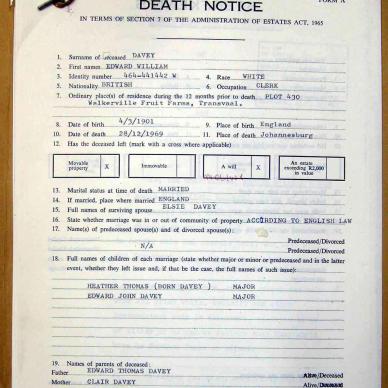 DEATH NOTICE
FORM A
IN TERMS OF SECTION 7 OF THE ADMINISTRATION OF ESTATES ACT, 1965
1. Surname of deceased DAVEY
2. First names EDWARD WILLIAM
3. Identity number 464-441442 W 4. Race WHITE
5. Nationality BRITISH 6. Occupation CLERK
7. Ordinary place(s) of residence during the 12 months prior to death PLOT 430
Walkerville Fruit Farms, Transvaal.
8. Date of birth 4/3/1901 9. Place of birth England
10. Date of death 28/12/1969 11. Place of death Johannesburg
12. Has the deceased left (mark with a cross where applicable)
Movable property X Immovable A will X An estate exceeding R2,000 in value
13. Marital status at time of death MARRIED
14. If married, place where married ENGLAND
15. Full names of surviving spouse ELSIE DAVEY
16. State whether marriage was in or out of community of property ACCORDING TO ENGLISH LAW
17. Name(s) of predeceased spouse(s) and of divorced spouse(s):
Predeceased/Divorced
N/A
Predeceased/Divorced
18. Full names of children of each marriage (state whether major or minor or predeceased and in the latter
event, whether they left issue and, if that be the case, the full names of such issue):
HEATHER THOMAS (BORN DAVEY ) MAJOR
EDWARD JOHN DAVEY MAJOR
19. Names of parents of deceased:
Father EDWARD THOMAS DAVEY Alive/Deceased
Mother CLAIR DAVEY Alive/Deceased